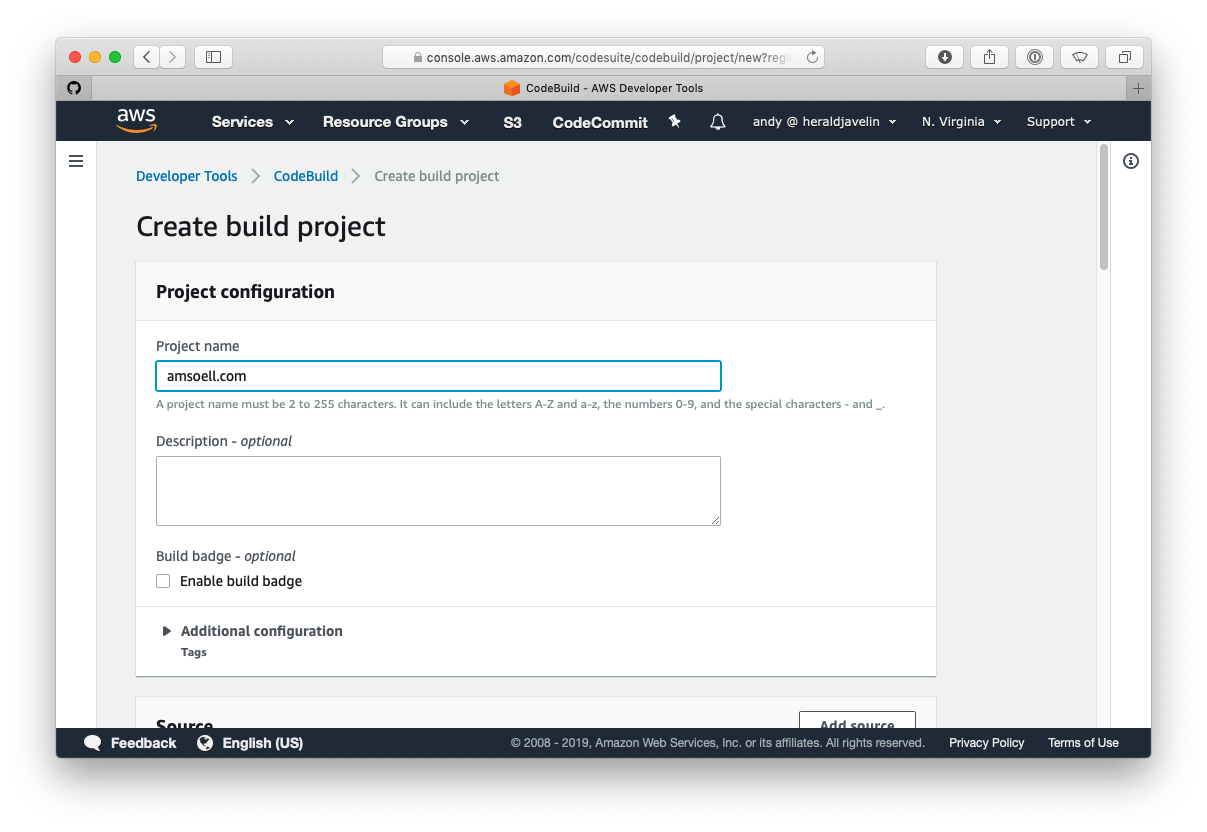 console.aws.amazon.com/codesuite/codebuild/project/new?regi
CodeBuild - AWS Developer Tools
aws Services Resource Groups S3 CodeCommit andy @ heraldjavelin N. Virginia Support
Developer Tools CodeBuild Create build project
Create build project
Project configuration
Project name
amsoell.com
A project name must be 2 to 255 characters. It can include the letters A-Z and a-z, the numbers 0-9, and the special characters - and _.
Description - optional
Build badge - optional
Enable build badge
Additional configuration
Tags
Source Add source
Feedback English (US) © 2008 - 2019, Amazon Web Services, Inc. or its affiliates. All rights reserved. Privacy Policy Terms of Use